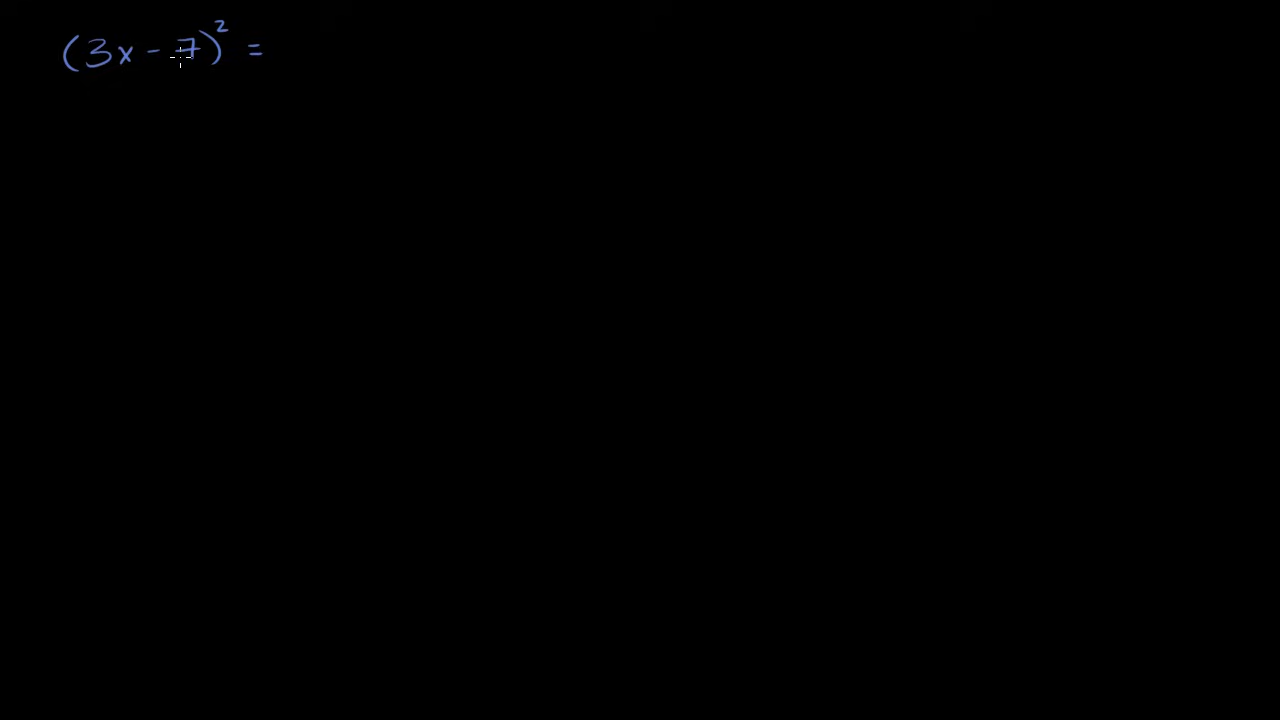 (3x - 7)² =